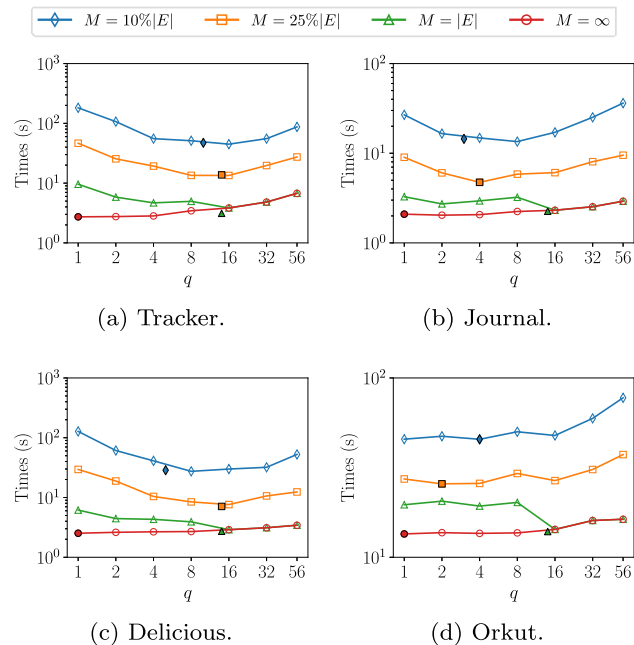 M = 10%|E| M = 25%|E| M = |E| M = ∞
Times (s)
10^3
10^2
10^1
10^0
1 2 4 8 16 32 56
q
(a) Tracker.
Times (s)
10^2
10^1
10^0
1 2 4 8 16 32 56
q
(b) Journal.
Times (s)
10^3
10^2
10^1
10^0
1 2 4 8 16 32 56
q
(c) Delicious.
Times (s)
10^2
10^1
1 2 4 8 16 32 56
q
(d) Orkut.